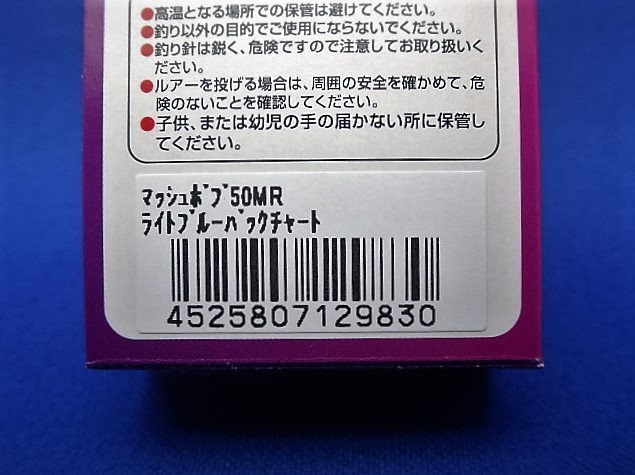 ●高温となる場所での保管は避けてください。
●釣り以外の目的でご使用にならないでください。
●釣り針は鋭く、危険ですので注意してお取り扱いく
ださい。
●ルアーを投げる場合は、周囲の安全を確かめて、危
険のないことを確認してください。
●子供、または幼児の手の届かない所に保管し
てください。
マッシュボブ50MR
ライトブルーバックチャート
4525807129830